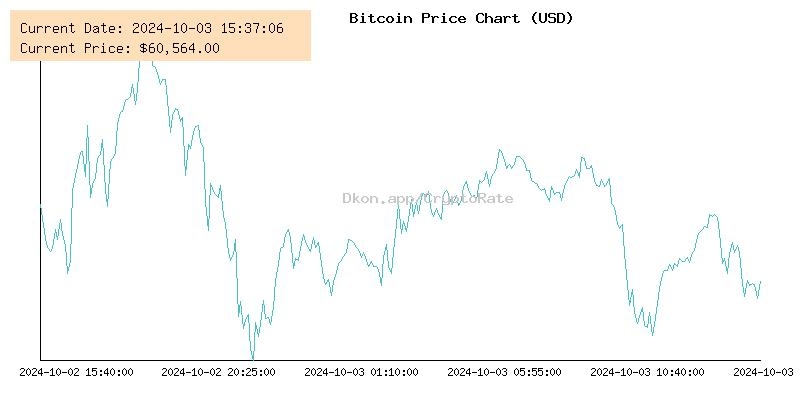 Bitcoin Price Chart (USD)
Current Date: 2024-10-03 15:37:06
Current Price: $60,564.00
Dkon.app/CryptoRate
2024-10-02 15:40:00 2024-10-02 20:25:00 2024-10-03 01:10:00 2024-10-03 05:55:00 2024-10-03 10:40:00 2024-10-03